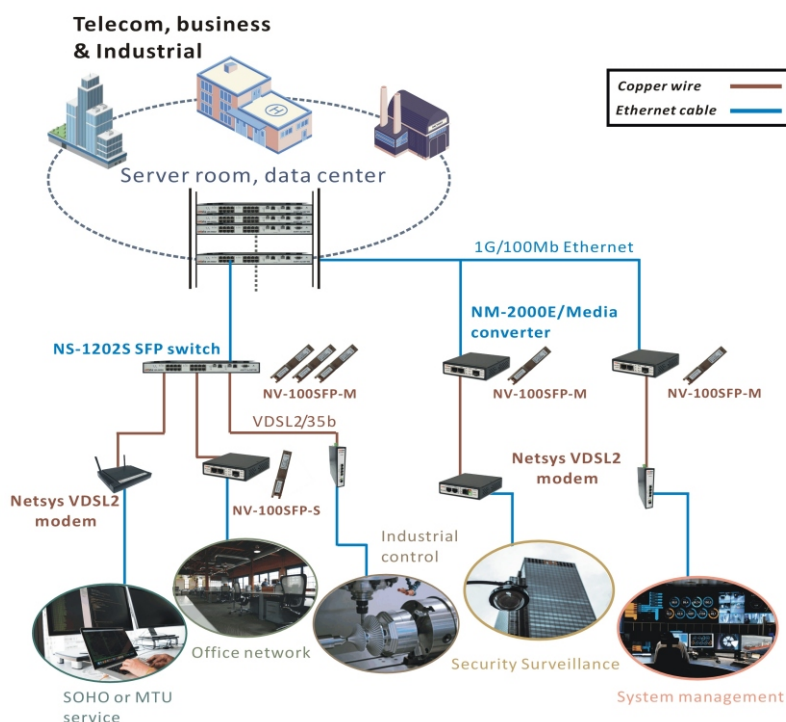 Telecom, business
& Industrial
Copper wire
Ethernet cable
H
Server room, data center
1G/100Mb Ethernet
NM-2000E/Media
converter
NS-1202S SFP switch
NV-100SFP-M
NV-100SFP-M
NV-100SFP-M
VDSL2/35b
Netsys VDSL2
modem
Netsys VDSL2
modem
NV-100SFP-S
Industrial
control
Office network
Security Surveillance
SOHO or MTU
service
System management